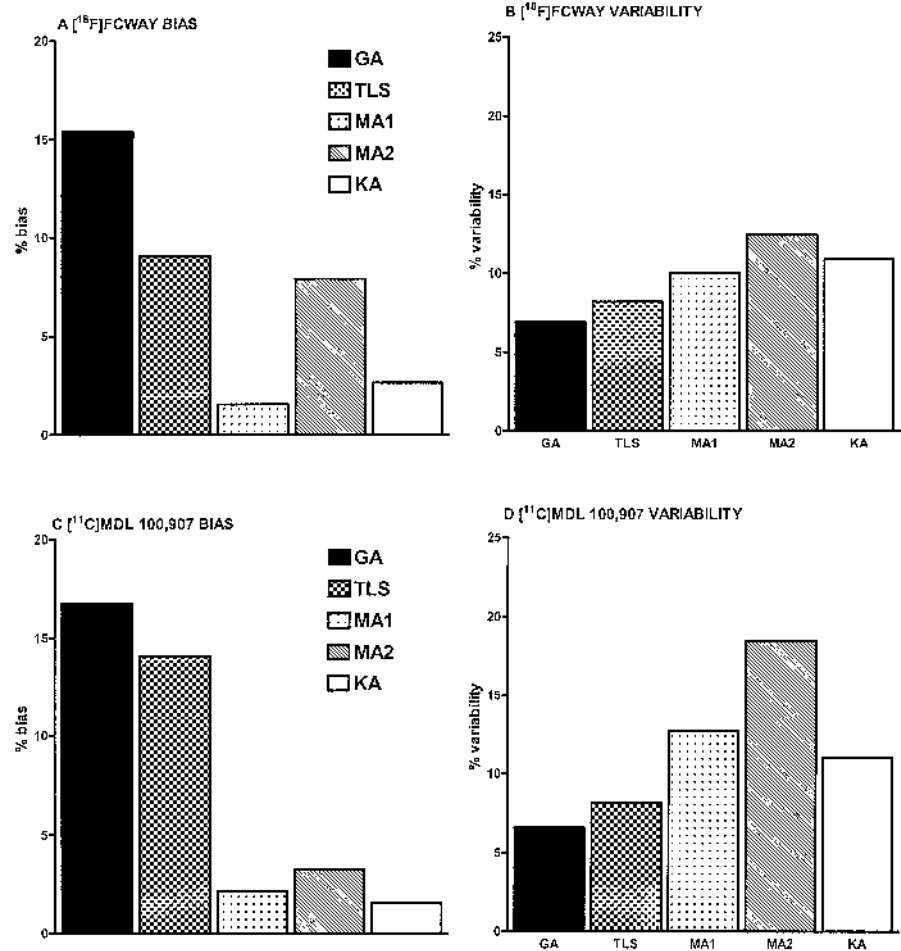 A [¹⁸F]FCWAY BIAS
20
15
10
5
0
% bias
GA
TLS
MA1
MA2
KA
B [¹⁸F]FCWAY VARIABILITY
25
20
15
10
5
0
% variability
GA TLS MA1 MA2 KA
C [¹¹C]MDL 100,907 BIAS
20
15
10
5
0
% bias
GA
TLS
MA1
MA2
KA
D [¹¹C]MDL 100,907 VARIABILITY
25
20
15
10
5
0
% variability
GA TLS MA1 MA2 KA